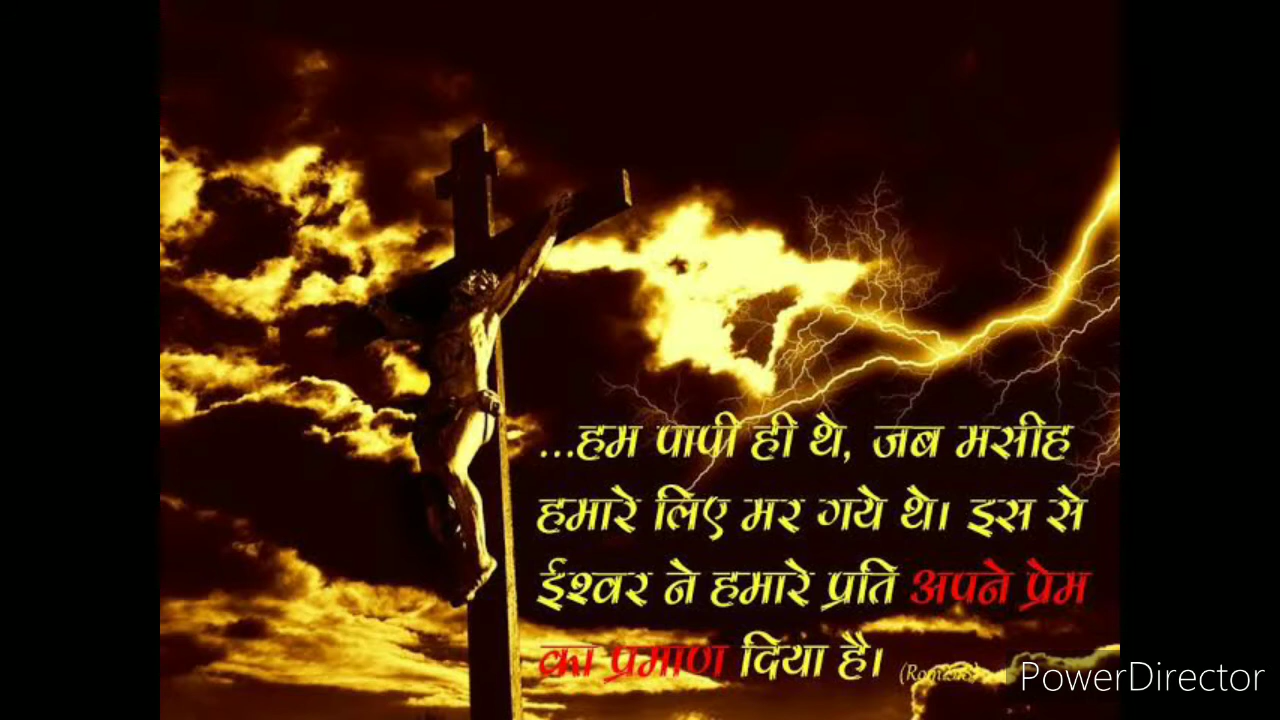 ...हम पापी ही थे, जब मसीह
हमारे लिए मर गये थे। इस से
ईश्वर ने हमारे प्रति अपने प्रेम
का प्रमाण दिया है।
PowerDirector